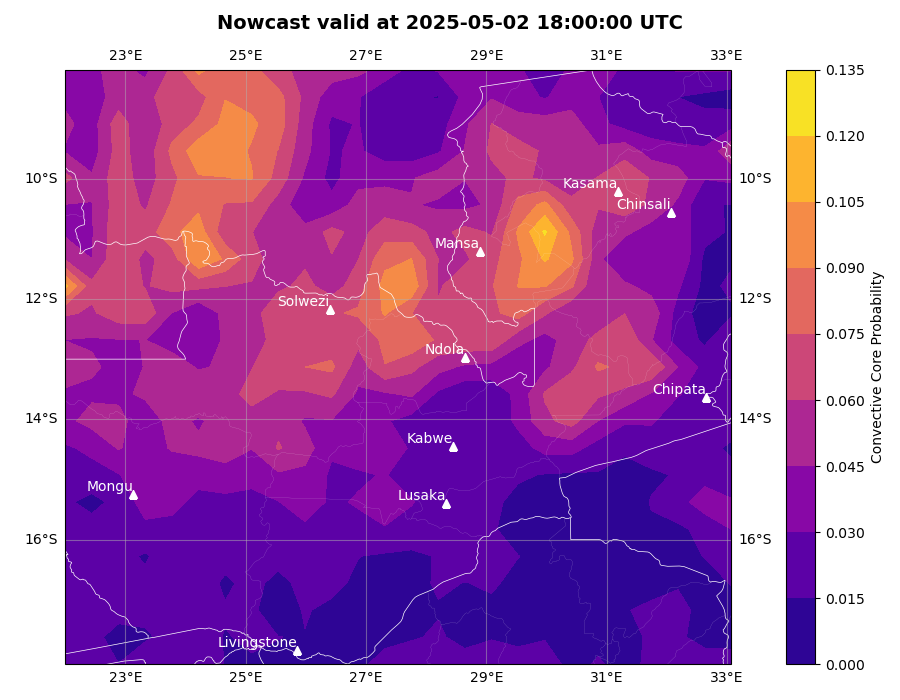 Nowcast valid at 2025-05-02 18:00:00 UTC
23°E 25°E 27°E 29°E 31°E 33°E
0.135
0.120
0.105
0.090
0.075
0.060
0.045
0.030
0.015
0.000
Convective Core Probability
10°S 10°S
12°S 12°S
14°S 14°S
16°S 16°S
Kasama
Chinsali
Mansa
Solwezi
Ndola
Chipata
Kabwe
Mongu
Lusaka
Livingstone
23°E 25°E 27°E 29°E 31°E 33°E